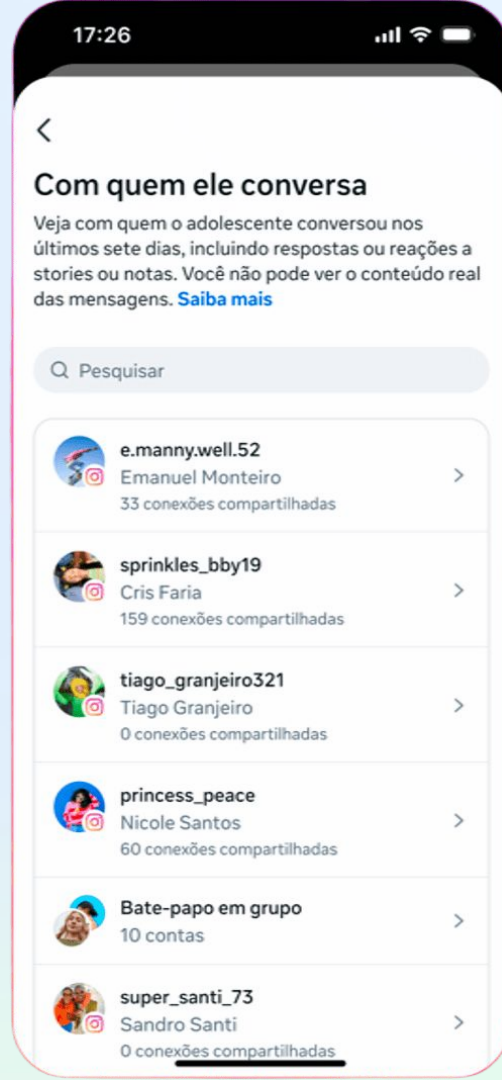 17:26
Com quem ele conversa
Veja com quem o adolescente conversou nos
últimos sete dias, incluindo respostas ou reações a
stories ou notas. Você não pode ver o conteúdo real
das mensagens. Saiba mais
Pesquisar
e.manny.well.52
Emanuel Monteiro
33 conexões compartilhadas
sprinkles_bby19
Cris Faria
159 conexões compartilhadas
tiago_granjeiro321
Tiago Granjeiro
0 conexões compartilhadas
princess_peace
Nicole Santos
60 conexões compartilhadas
Bate-papo em grupo
10 contas
super_santi_73
Sandro Santi
0 conexões compartilhadas